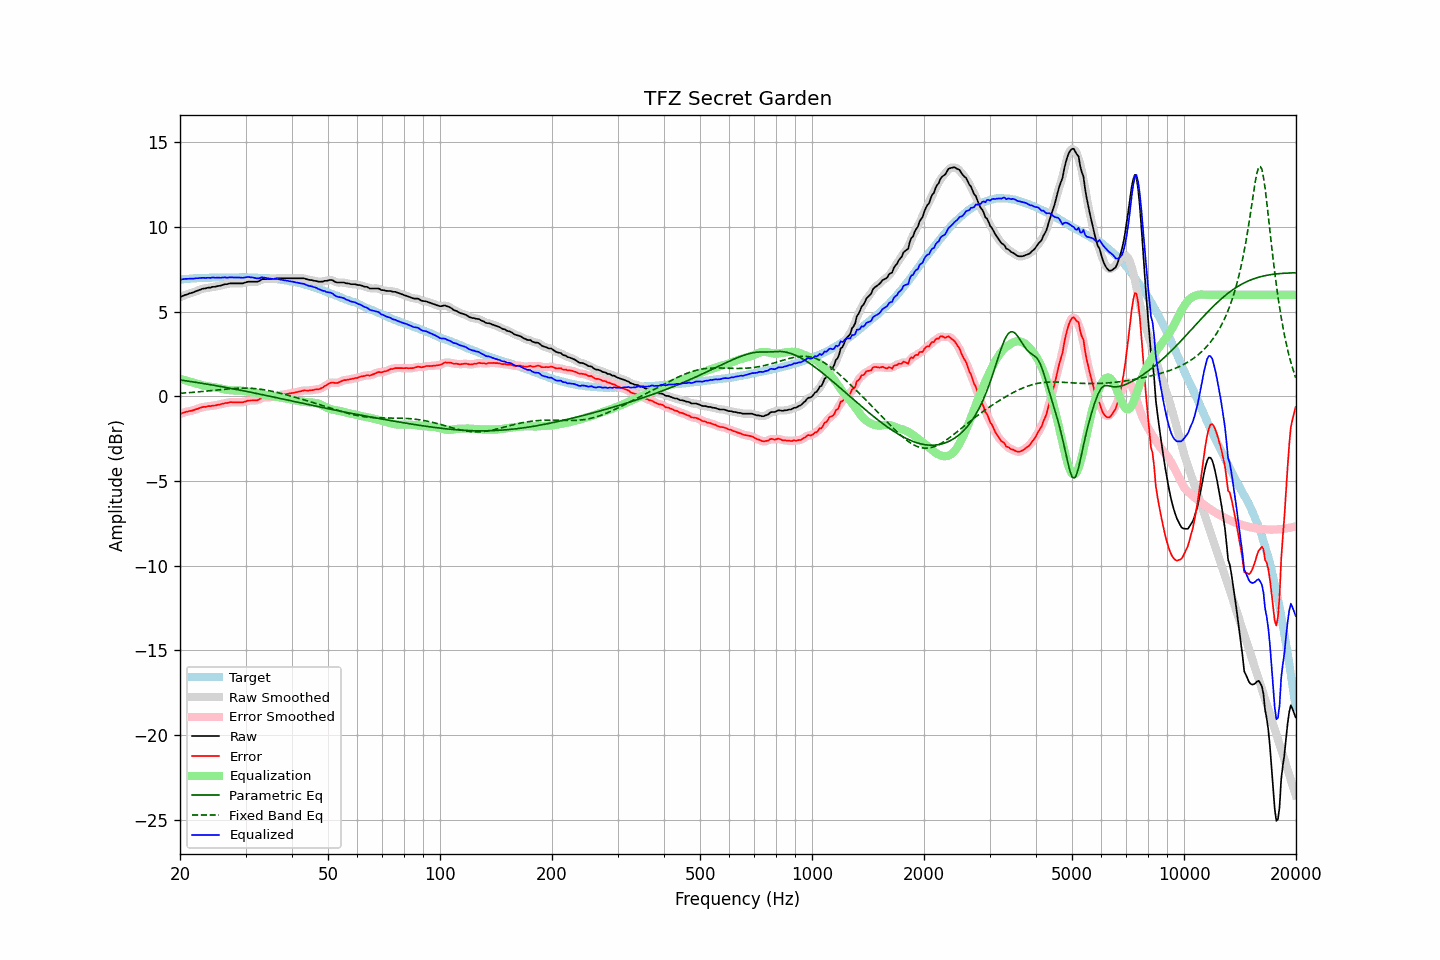 TFZ Secret Garden
Amplitude (dBr)
15
10
5
0
−5
−10
−15
−20
−25
Target
Raw Smoothed
Error Smoothed
Raw
Error
Equalization
Parametric Eq
Fixed Band Eq
Equalized
20 50 100 200 500 1000 2000 5000 10000 20000
Frequency (Hz)